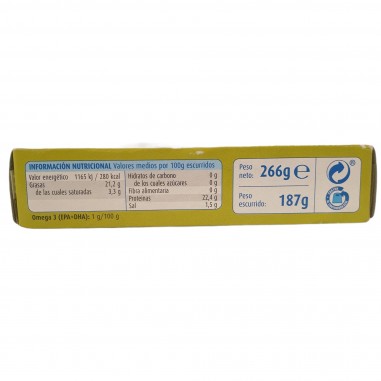 INFORMACIÓN NUTRICIONAL Valores medios por 100g escurridos
Valor energético 1165 kj / 280 kcal
Grasas 21,2 g
de las cuales saturadas 3,3 g
Hidratos de carbono 0 g
de los cuales azúcares 0 g
Fibra alimentaria 0 g
Proteínas 22,4 g
Sal 1,5 g
Omega 3 (EPA+DHA): 1 g/100 g
Peso neto: 266g e
Peso escurrido: 187g
®